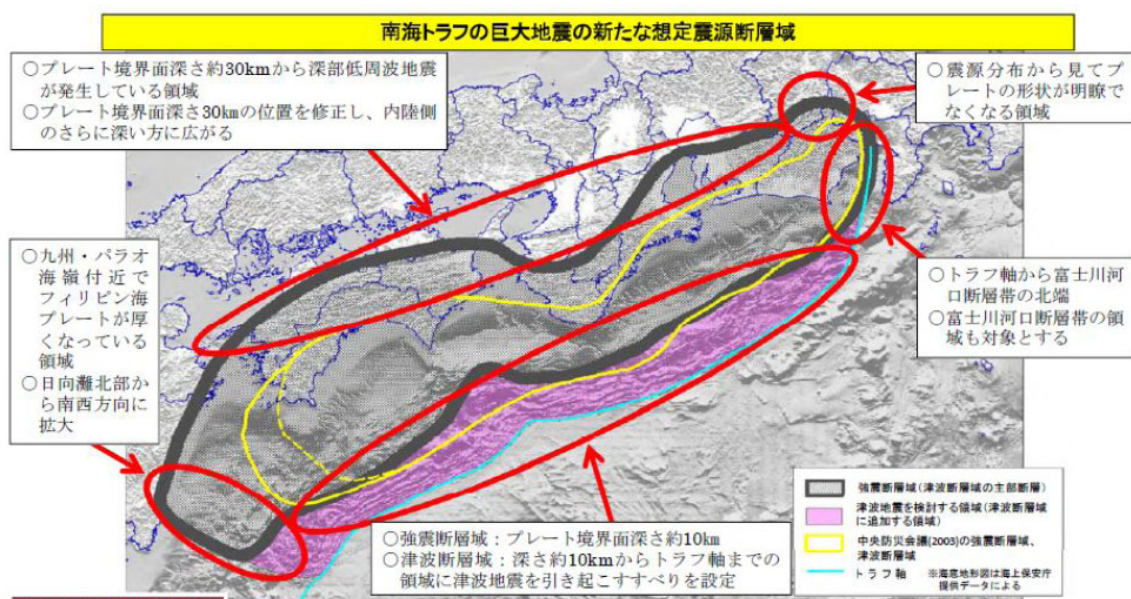 南海トラフの巨大地震の新たな想定震源断層域
○プレート境界面深さ約30kmから深部低周波地震
が発生している領域
○プレート境界面深さ30㎞の位置を修正し、内陸側
のさらに深い方に広がる
○震源分布から見てプ
レートの形状が明瞭で
なくなる領域
○九州・パラオ
海嶺付近で
フィリピン海
プレートが厚
くなっている
領域
○日向灘北部か
ら南西方向に
拡大
○トラフ軸から富士川河
口断層帯の北端
○富士川河口断層帯の領
域も対象とする
○強震断層域：プレート境界面深さ約10㎞
○津波断層域：深さ約10kmからトラフ軸までの
領域に津波地震を引き起こすすべりを設定
強震断層域(津波断層域の主部断層)
津波地震を検討する領域(津波断層域
に追加する領域)
中央防災会議(2003)の強震断層域、
津波断層域
トラフ軸 ※海底地形図は海上保安庁
提供データによる